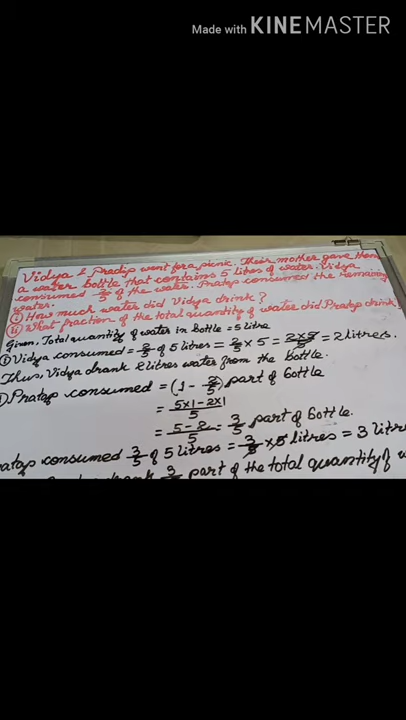 Made with KINEMASTER
Vidya & Pradip went for a picnic. Their mother gave them
a water bottle that contains 5 litres of water. Vidya
consumed 2/5 of the water. Pratap consumed the remaining
water.
(i) How much water did Vidya drink?
(ii) What fraction of the total quantity of water did Pratap drink
Given, Total quantity of water in bottle = 5 litre
(i) Vidya consumed = 2/5 of 5 litres = 2/5 × 5 = 2×5/5 = 2 litres.
Thus, Vidya drank 2 litres water from the bottle.
) Pratap consumed = (1 - 2/5) part of bottle
= 5×1-2×1/5
= 5-2/5 = 3/5 part of bottle.
ratap consumed 3/5 of 5 litres = 3/5 × 5 litres = 3 litr
3 part of the total quantity of w